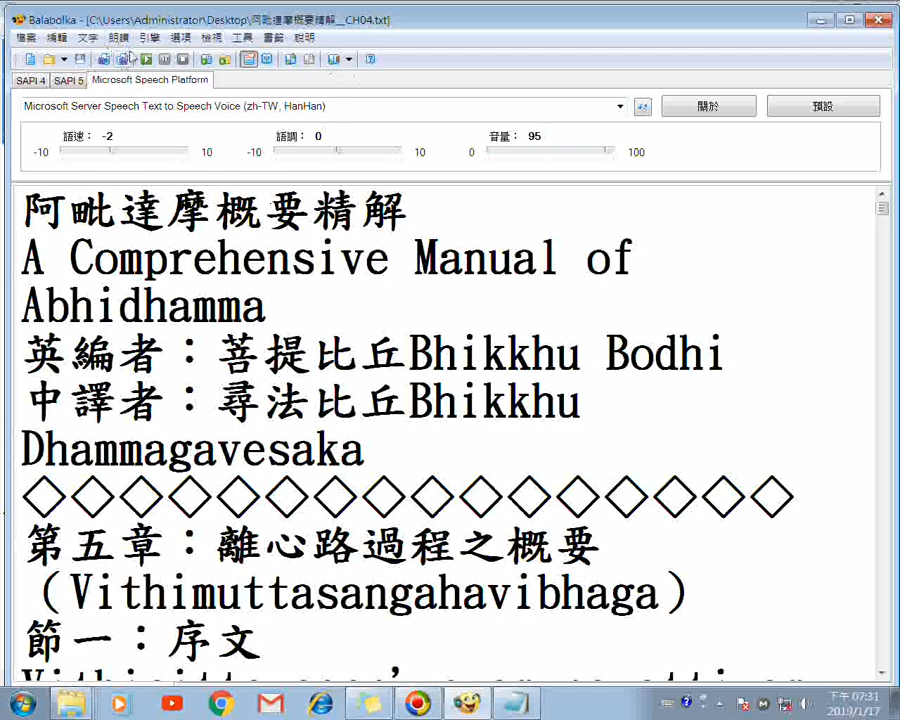 Balabolka - [C:\Users\Administrator\Desktop\阿毗達摩概要精解__CH04.txt]
檔案 編輯 文字 朗讀 引擎 選項 檢視 工具 書籤 說明
SAPI 4 SAPI 5 Microsoft Speech Platform
Microsoft Server Speech Text to Speech Voice (zh-TW, HanHan) 關於 預設
語速： -2 語調： 0 音量： 95
-10 10 -10 10 0 100
阿毗達摩概要精解
A Comprehensive Manual of
Abhidhamma
英編者：菩提比丘Bhikkhu Bodhi
中譯者：尋法比丘Bhikkhu
Dhammagavesaka
◇◇◇◇◇◇◇◇◇◇◇◇◇◇◇◇
第五章：離心路過程之概要
（Vithimuttasangahavibhaga）
節一：序文
下午 07:31
2019/1/17